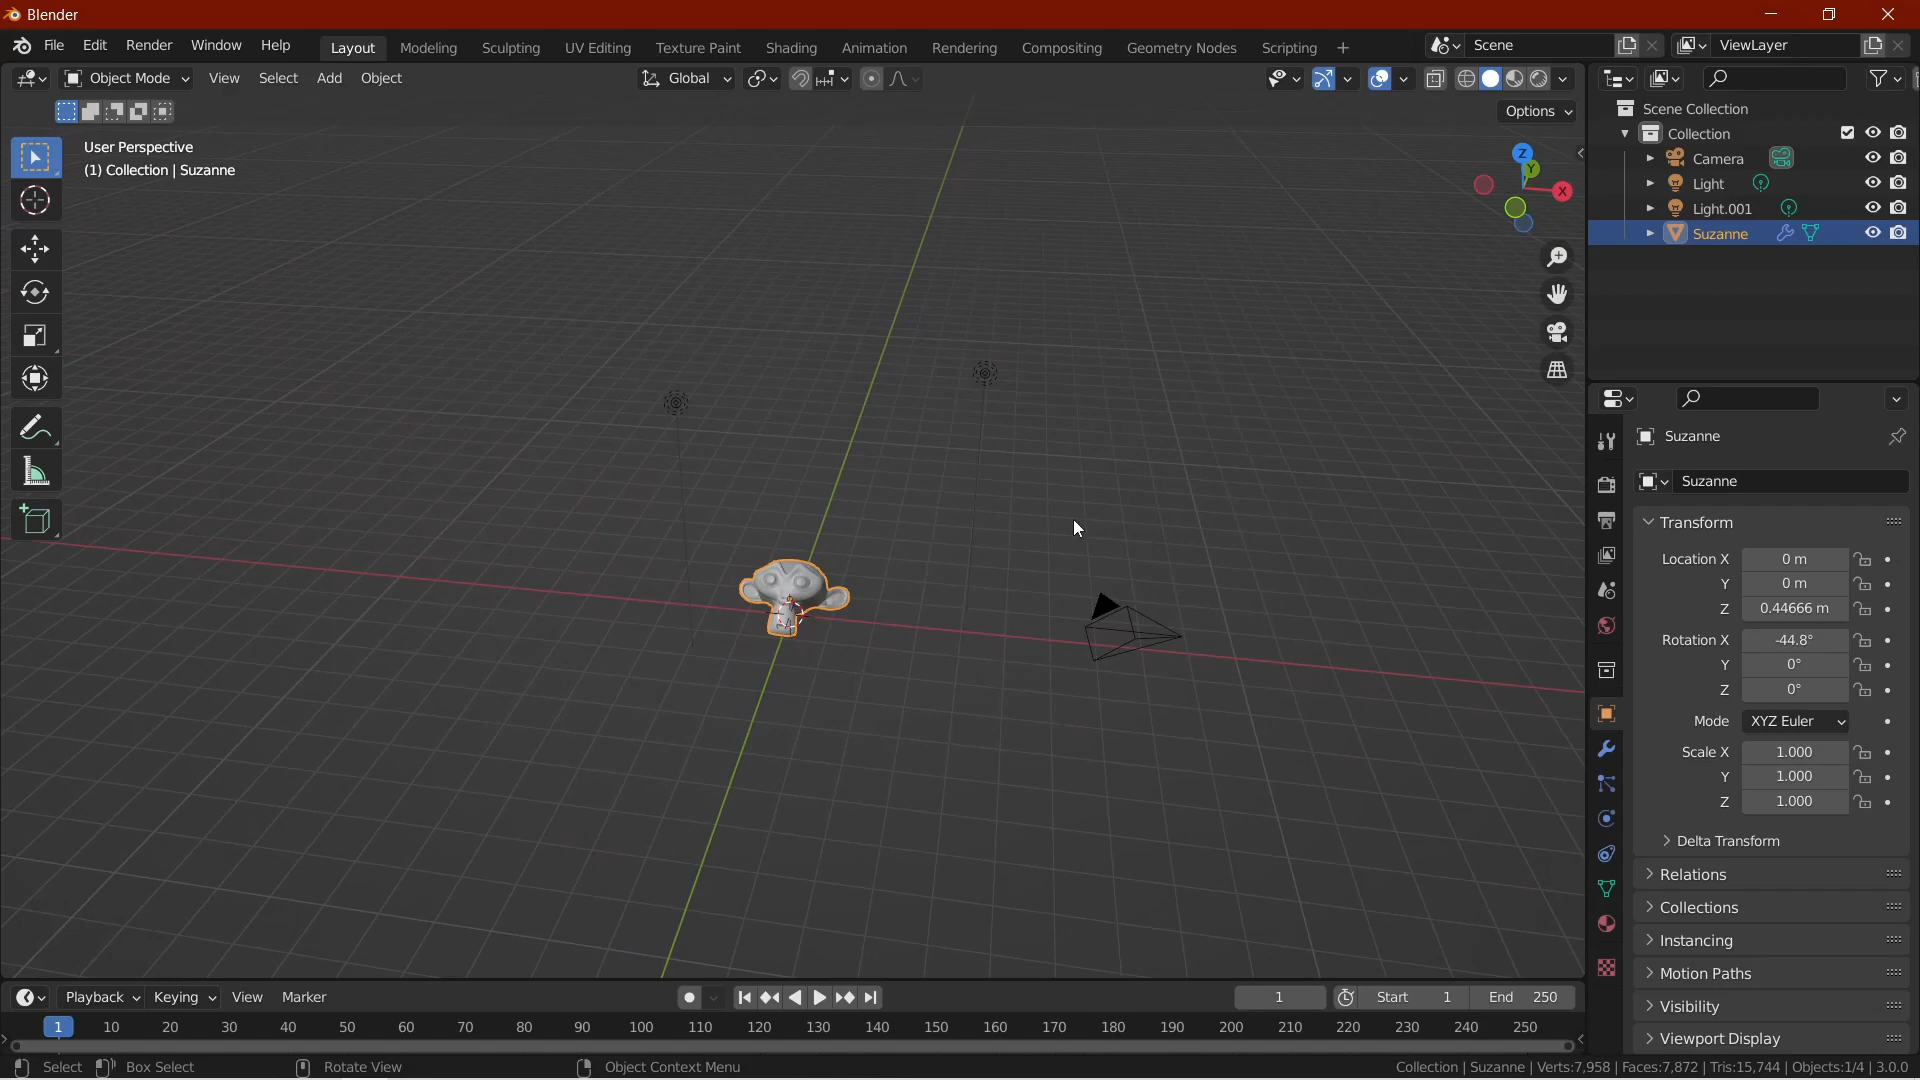 Blender
File Edit Render Window Help Layout Modeling Sculpting UV Editing Texture Paint Shading Animation Rendering Compositing Geometry Nodes Scripting + Scene ViewLayer
Object Mode View Select Add Object Global
Options
User Perspective
(1) Collection | Suzanne
Z
Y
X
Scene Collection
Collection
Camera
Light
Light.001
Suzanne
Suzanne
Suzanne
Transform
Location X 0 m
Y 0 m
Z 0.44666 m
Rotation X -44.8°
Y 0°
Z 0°
Mode XYZ Euler
Scale X 1.000
Y 1.000
Z 1.000
Delta Transform
Relations
Collections
Instancing
Motion Paths
Visibility
Viewport Display
Playback Keying View Marker 1 Start 1 End 250
1 10 20 30 40 50 60 70 80 90 100 110 120 130 140 150 160 170 180 190 200 210 220 230 240 250
Select Box Select Rotate View Object Context Menu Collection | Suzanne | Verts:7,958 | Faces:7,872 | Tris:15,744 | Objects:1/4 | 3.0.0